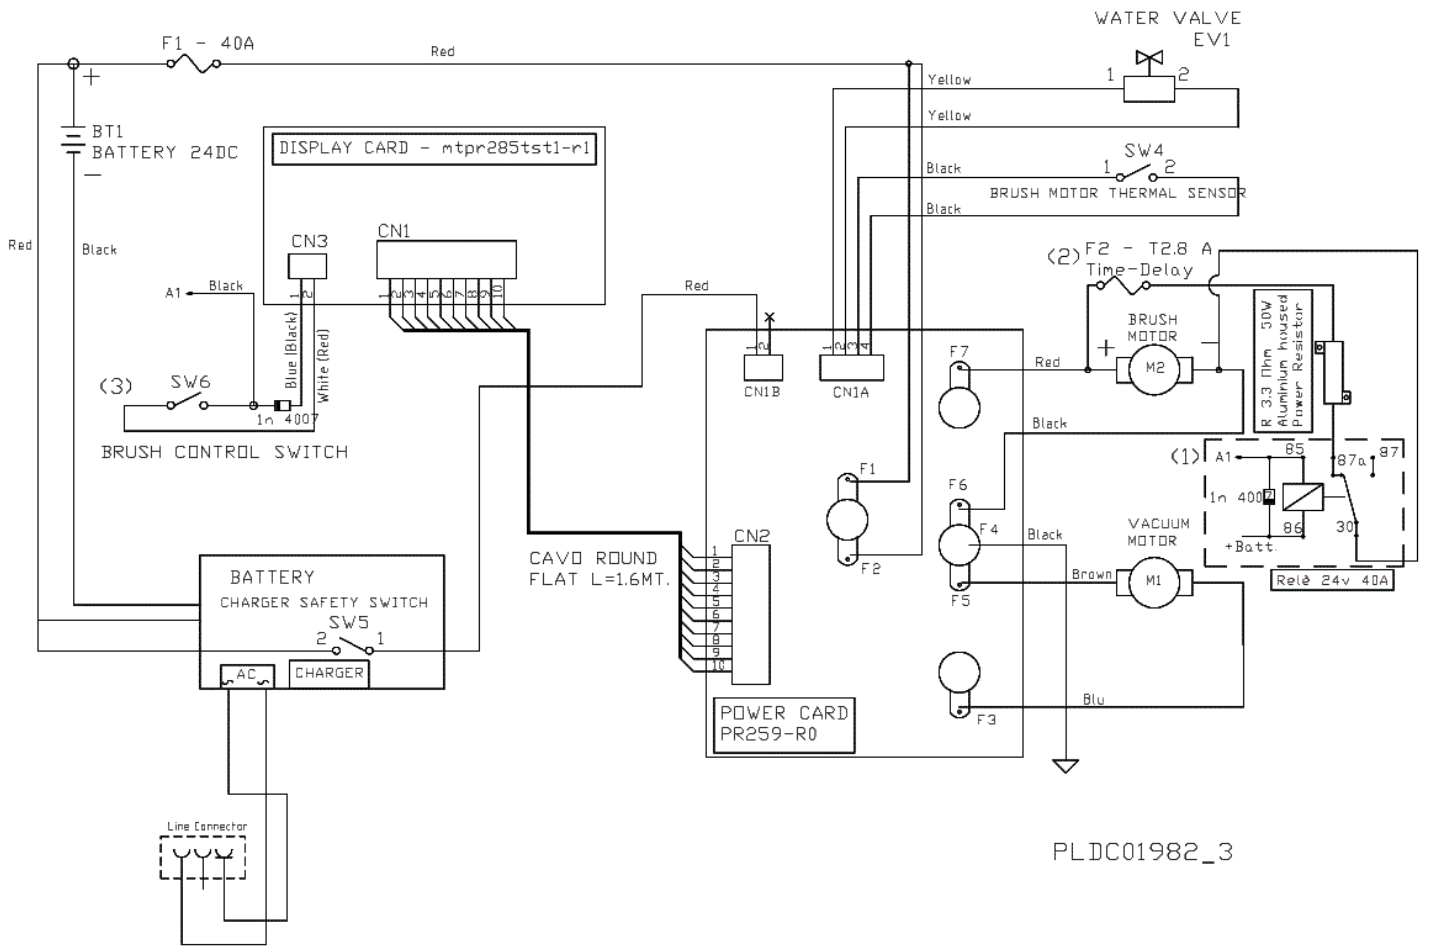 WATER VALVE
EV1
F1 - 40A
Red
+
1
2
Yellow
Yellow
BT1
BATTERY 24DC
—
DISPLAY CARD - mtpr285tst1-r1
SW4
1
2
Black
BRUSH MOTOR THERMAL SENSOR
Black
Red
Black
CN3
CN1
(2)
F2 - T2.8 A
Time-Delay
A1
Black
1
2
1
2
3
4
5
6
7
8
9
10
Red
Blue (Black)
White (Red)
R 3.3 Ohm 50W
Aluminium housed
Power Resistor
BRUSH
MOTOR
+
—
M2
1
2
1
2
3
4
F7
Red
(3)
SW6
1n 4007
CN1B
CN1A
BRUSH CONTROL SWITCH
Black
(1)
A1
85
87a
87
F1
F6
1n 4007
86
30
+Batt.
F4
Black
VACUUM
MOTOR
CN2
CAVO ROUND
FLAT L=1.6MT.
1
2
3
4
5
6
7
8
9
10
F2
F5
Brown
M1
Relè 24v 40A
BATTERY
CHARGER SAFETY SWITCH
SW5
2
1
AC
CHARGER
Blu
F3
POWER CARD
PR259-R0
Line Connector
PLDC01982_3